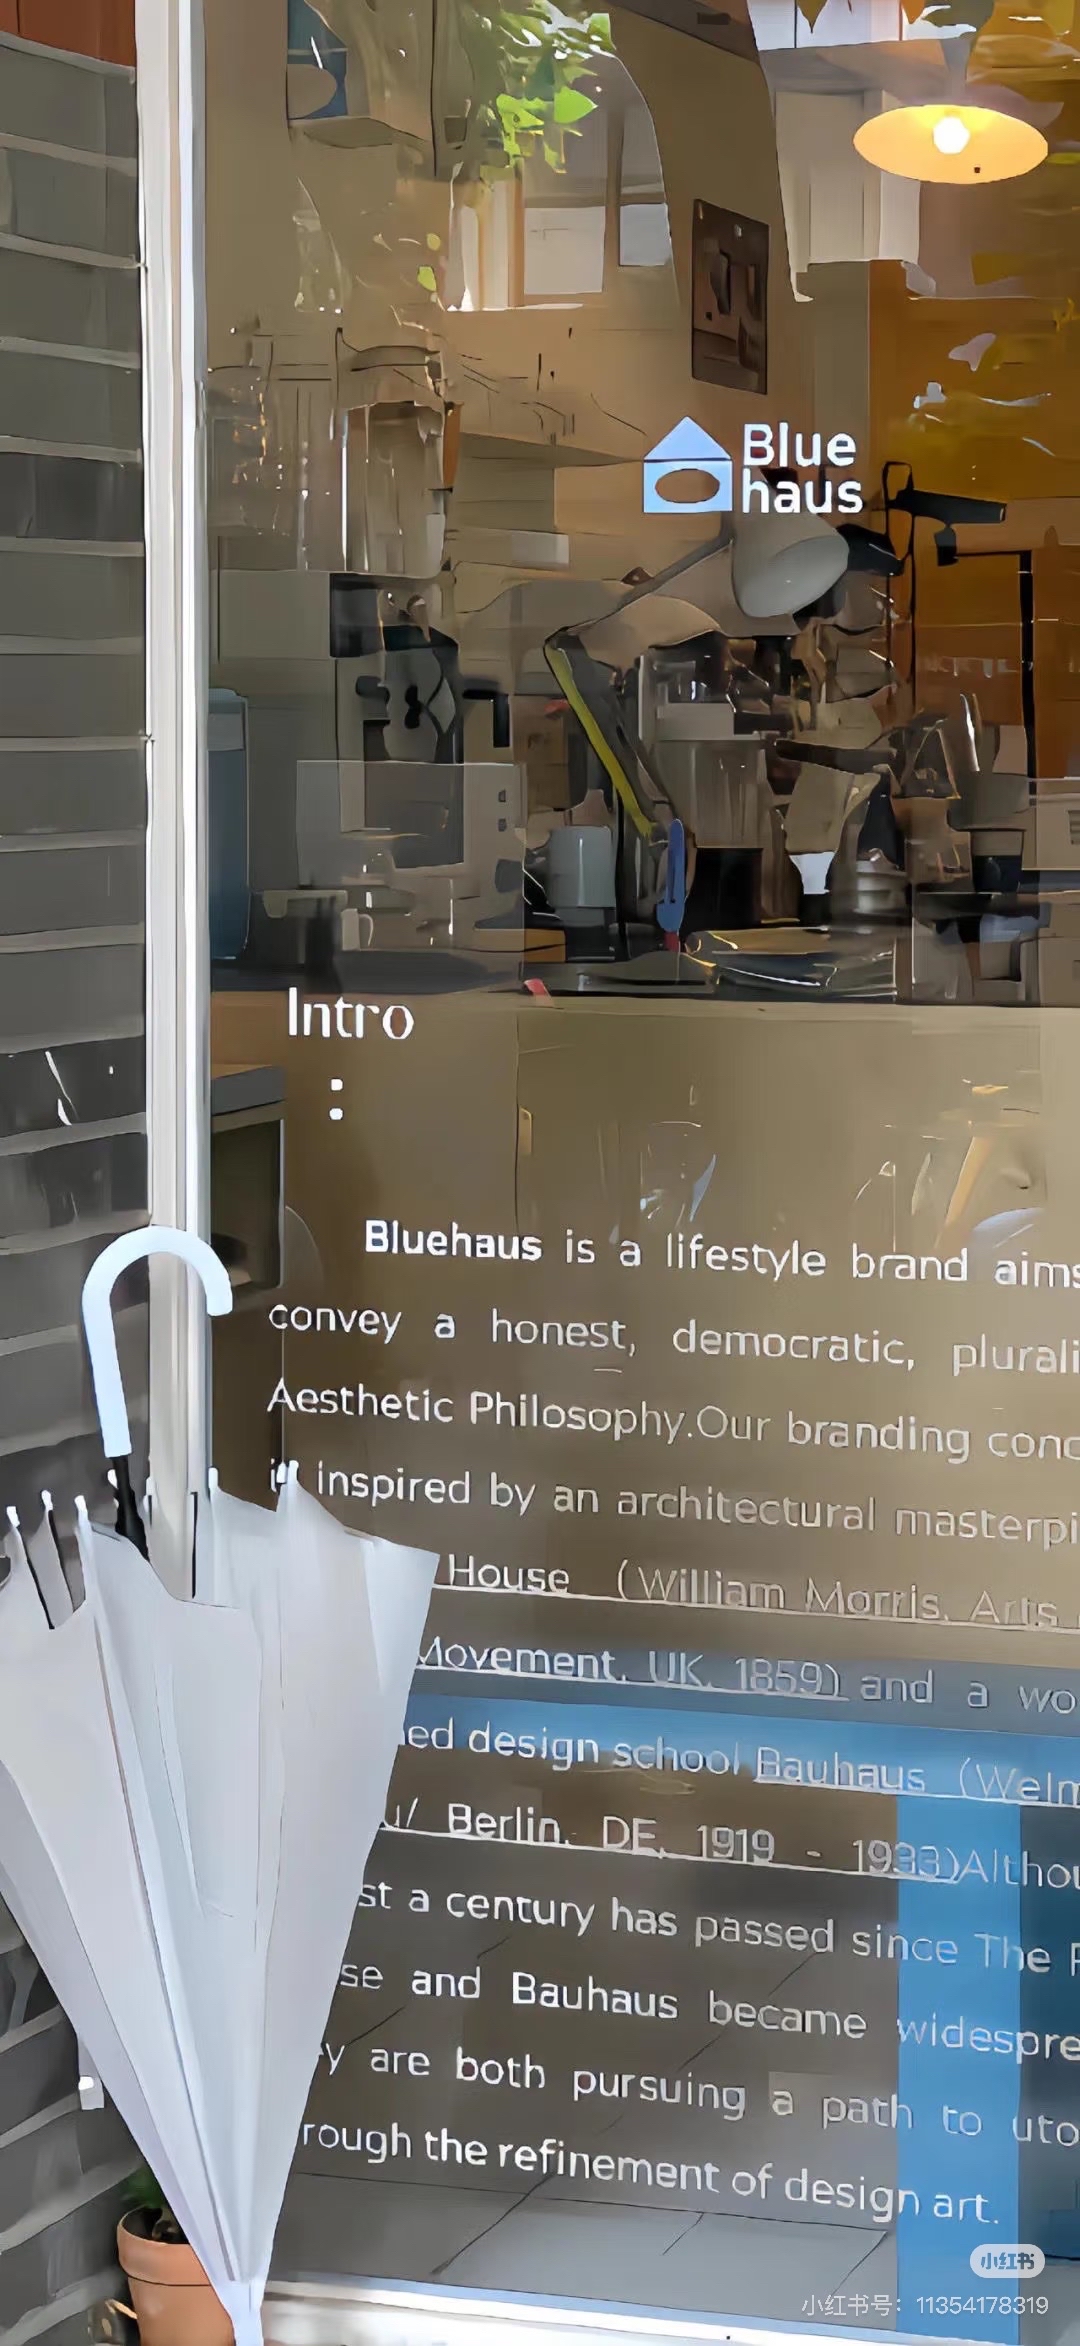 Blue
haus
Intro
:
Bluehaus is a lifestyle brand aims
convey a honest, democratic, plurali
Aesthetic Philosophy.Our branding conc
inspired by an architectural masterpi
House (William Morris, Arts
Movement, UK, 1859) and a wo
ned design school Bauhaus (Welm
u/ Berlin, DE, 1919 - 1933)Althou
st a century has passed since The R
se and Bauhaus became widespre
y are both pursuing a path to uto
rough the refinement of design art.
小红书
小红书号：11354178319